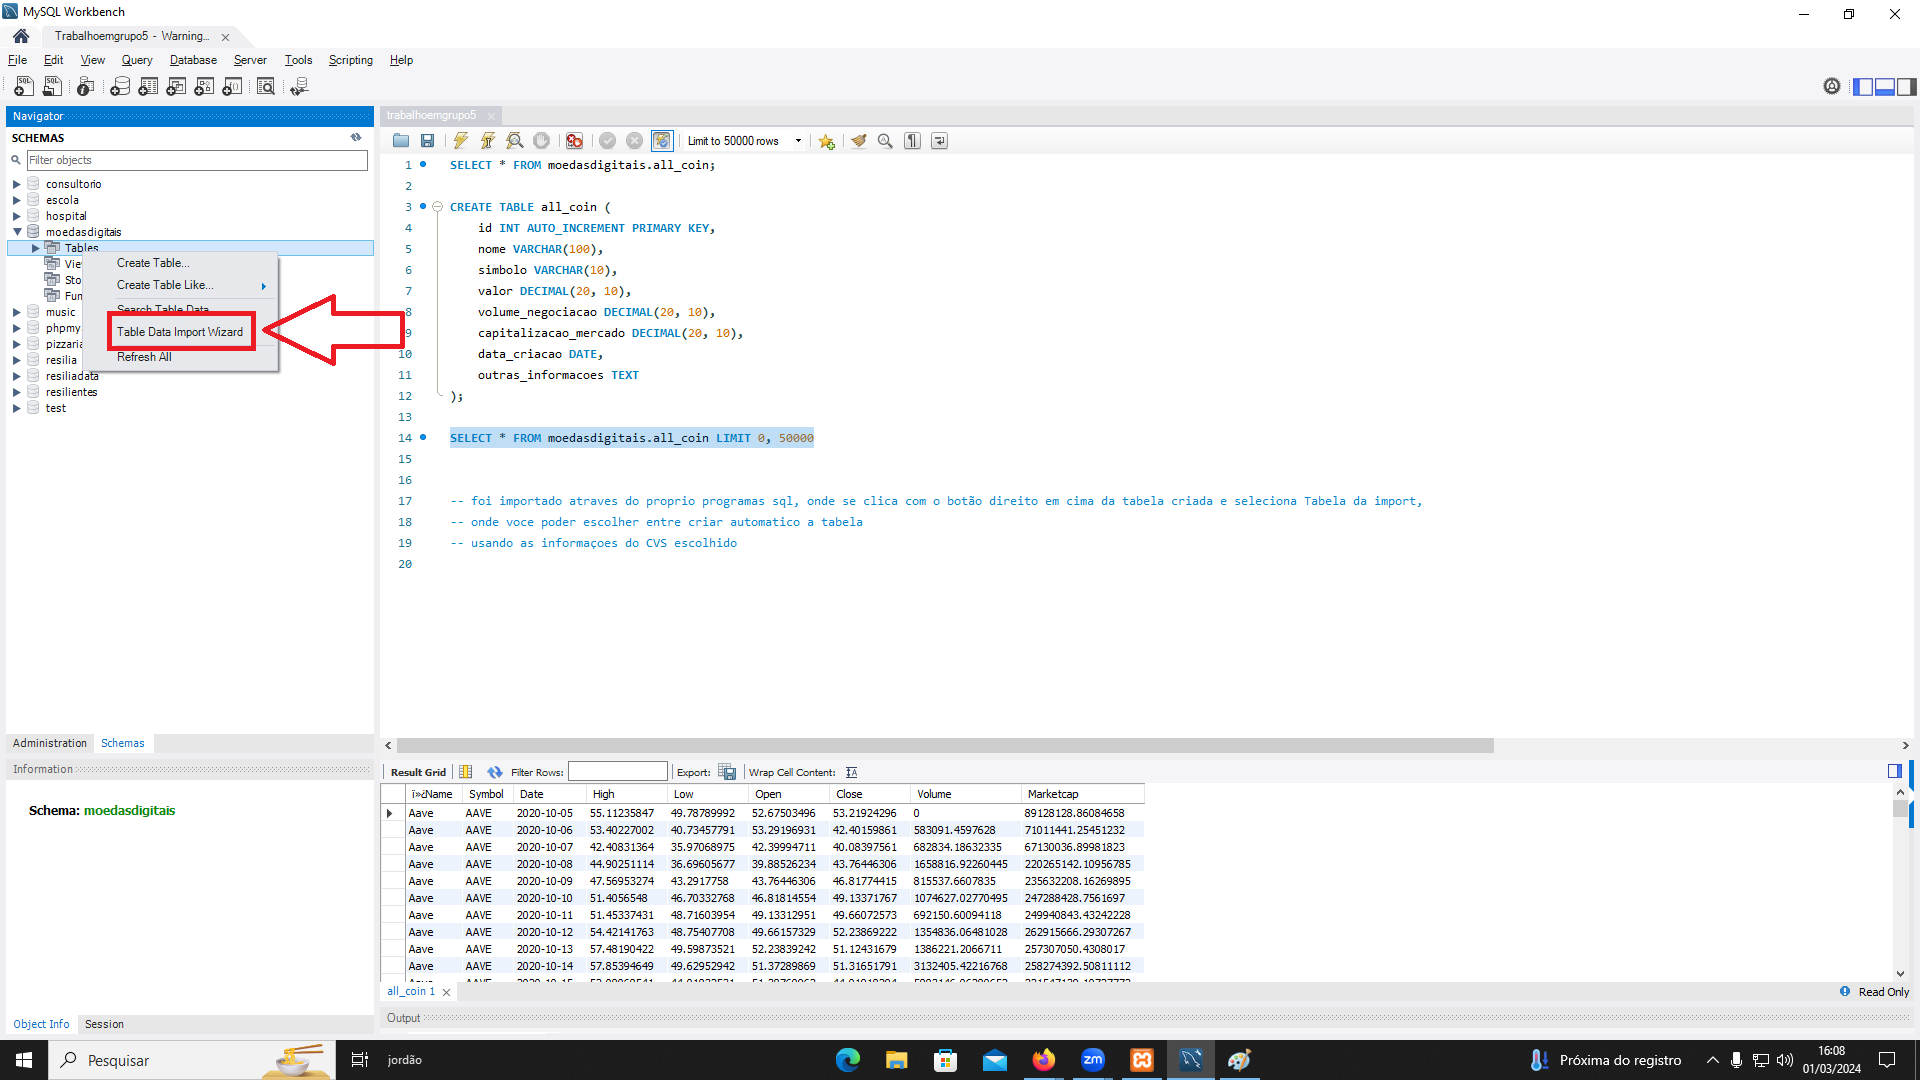 MySQL Workbench
Trabalhoemgrupo5 - Warning...
File Edit View Query Database Server Tools Scripting Help
Navigator
SCHEMAS
Filter objects
consultorio
escola
hospital
moedasdigitais
Tables
Vie
Sto
Fun
music
phpmy
pizzaria
resilia
resiliadata
resilientes
test
Create Table...
Create Table Like...
Search Table Data...
Table Data Import Wizard
Refresh All
Administration Schemas
Information
Schema: moedasdigitais
Object Info Session
trabalhoemgrupo5
Limit to 50000 rows
1 SELECT * FROM moedasdigitais.all_coin;
2
3 CREATE TABLE all_coin (
4 id INT AUTO_INCREMENT PRIMARY KEY,
5 nome VARCHAR(100),
6 simbolo VARCHAR(10),
7 valor DECIMAL(20, 10),
8 volume_negociacao DECIMAL(20, 10),
9 capitalizacao_mercado DECIMAL(20, 10),
10 data_criacao DATE,
11 outras_informacoes TEXT
12 );
13
14 SELECT * FROM moedasdigitais.all_coin LIMIT 0, 50000
15
16
17 -- foi importado atraves do proprio programas sql, onde se clica com o botão direito em cima da tabela criada e seleciona Tabela da import,
18 -- onde voce poder escolher entre criar automatico a tabela
19 -- usando as informaçoes do CVS escolhido
20
Result Grid Filter Rows: Export: Wrap Cell Content:
ï»¿Name Symbol Date High Low Open Close Volume Marketcap
Aave AAVE 2020-10-05 55.11235847 49.78789992 52.67503496 53.21924296 0 89128128.86084658
Aave AAVE 2020-10-06 53.40227002 40.73457791 53.29196931 42.40159861 583091.4597628 71011441.25451232
Aave AAVE 2020-10-07 42.40831364 35.97068975 42.39994711 40.08397561 682834.18632335 67130036.89981823
Aave AAVE 2020-10-08 44.90251114 36.69605677 39.88526234 43.76446306 1658816.92260445 220265142.10956785
Aave AAVE 2020-10-09 47.56953274 43.2917758 43.76446306 46.81774415 815537.6607835 235632208.16269895
Aave AAVE 2020-10-10 51.4056548 46.70332768 46.81814554 49.13371767 1074627.02770495 247288428.7561697
Aave AAVE 2020-10-11 51.45337431 48.71603954 49.13312951 49.66072573 692150.60094118 249940843.43242228
Aave AAVE 2020-10-12 54.42141763 48.75407708 49.66157329 52.23869222 1354836.06481028 262915666.29307267
Aave AAVE 2020-10-13 57.48190422 49.59873521 52.23839242 51.12431679 1386221.2066711 257307050.4308017
Aave AAVE 2020-10-14 57.85394649 49.62952942 51.37289869 51.31651791 3132405.42216768 258274392.50811112
all_coin 1
Read Only
Output
Pesquisar
jordão
Próxima do registro
16:08
01/03/2024